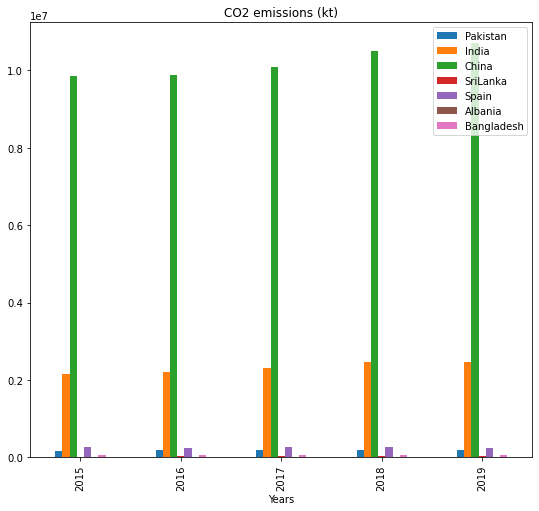 CO2 emissions (kt)
1e7
1.0
0.8
0.6
0.4
0.2
0.0
Pakistan
India
China
SriLanka
Spain
Albania
Bangladesh
2015
2016
2017
2018
2019
Years